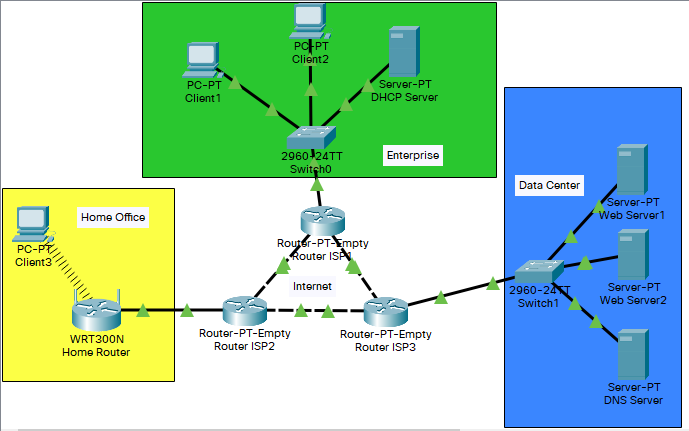 PC-PT
Client2
PC-PT
Client1
Server-PT
DHCP Server
2960-24TT
Switch0
Enterprise
Data Center
Server-PT
Web Server1
Home Office
PC-PT
Client3
Router-PT-Empty
Router ISP1
Internet
2960-24TT
Switch1
Server-PT
Web Server2
WRT300N
Home Router
Router-PT-Empty
Router ISP2
Router-PT-Empty
Router ISP3
Server-PT
DNS Server